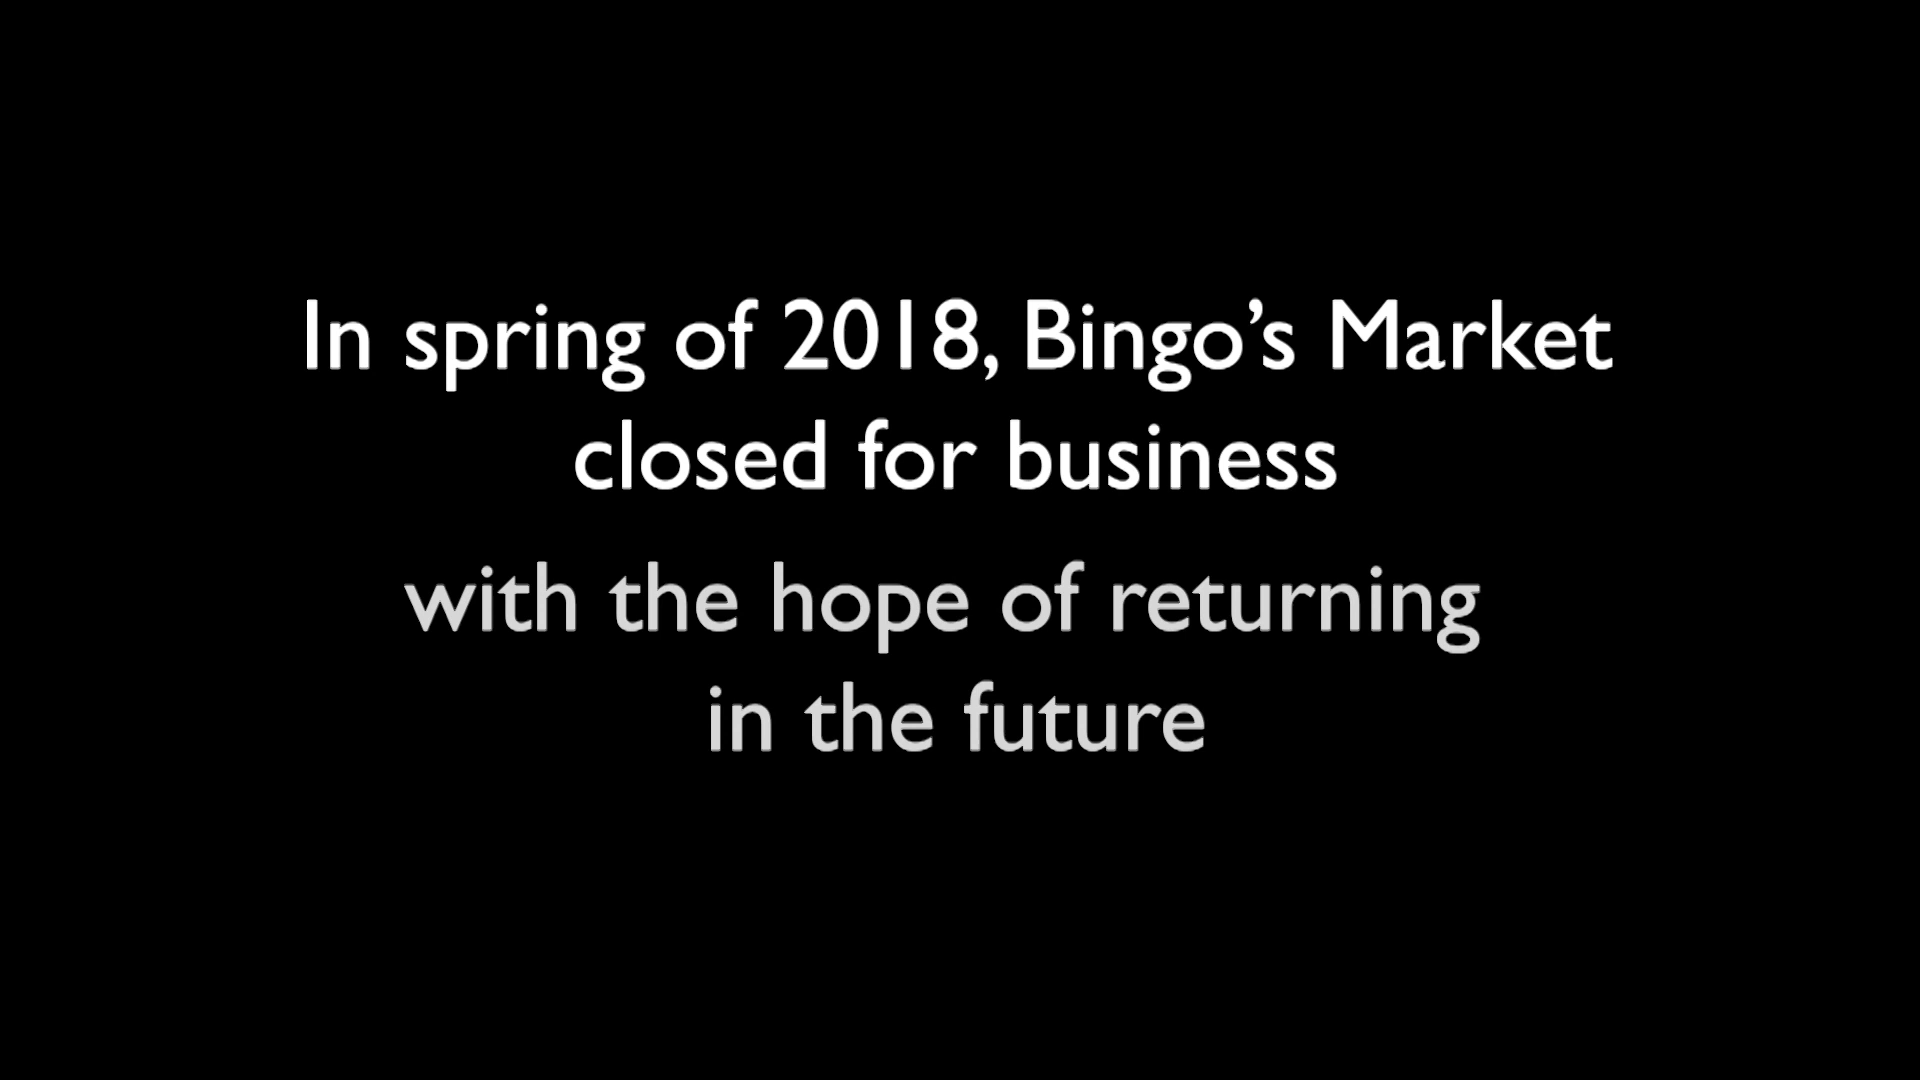 In spring of 2018, Bingo’s Market
closed for business
with the hope of returning
in the future